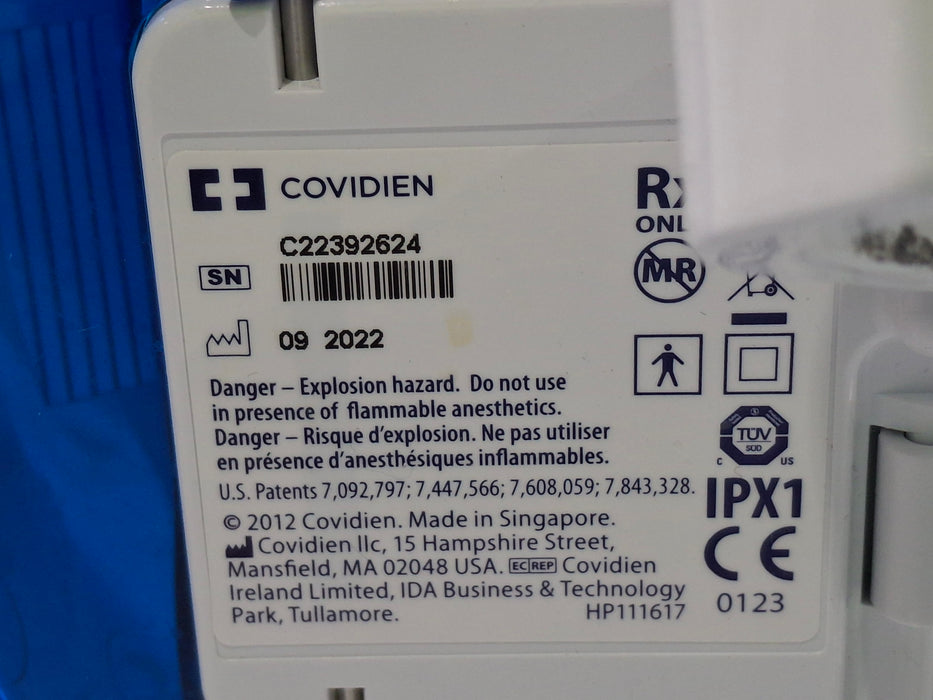 COVIDIEN
C22392624
SN
09 2022
Danger – Explosion hazard. Do not use
in presence of flammable anesthetics.
Danger – Risque d'explosion. Ne pas utiliser
en présence d'anesthésiques inflammables.
U.S. Patents 7,092,797; 7,447,566; 7,608,059; 7,843,328.
© 2012 Covidien. Made in Singapore.
Covidien llc, 15 Hampshire Street,
Mansfield, MA 02048 USA. EC REP Covidien
Ireland Limited, IDA Business & Technology
Park, Tullamore. HP111617
MR
TÜV
SÜD
C US
IPX1
CE
0123